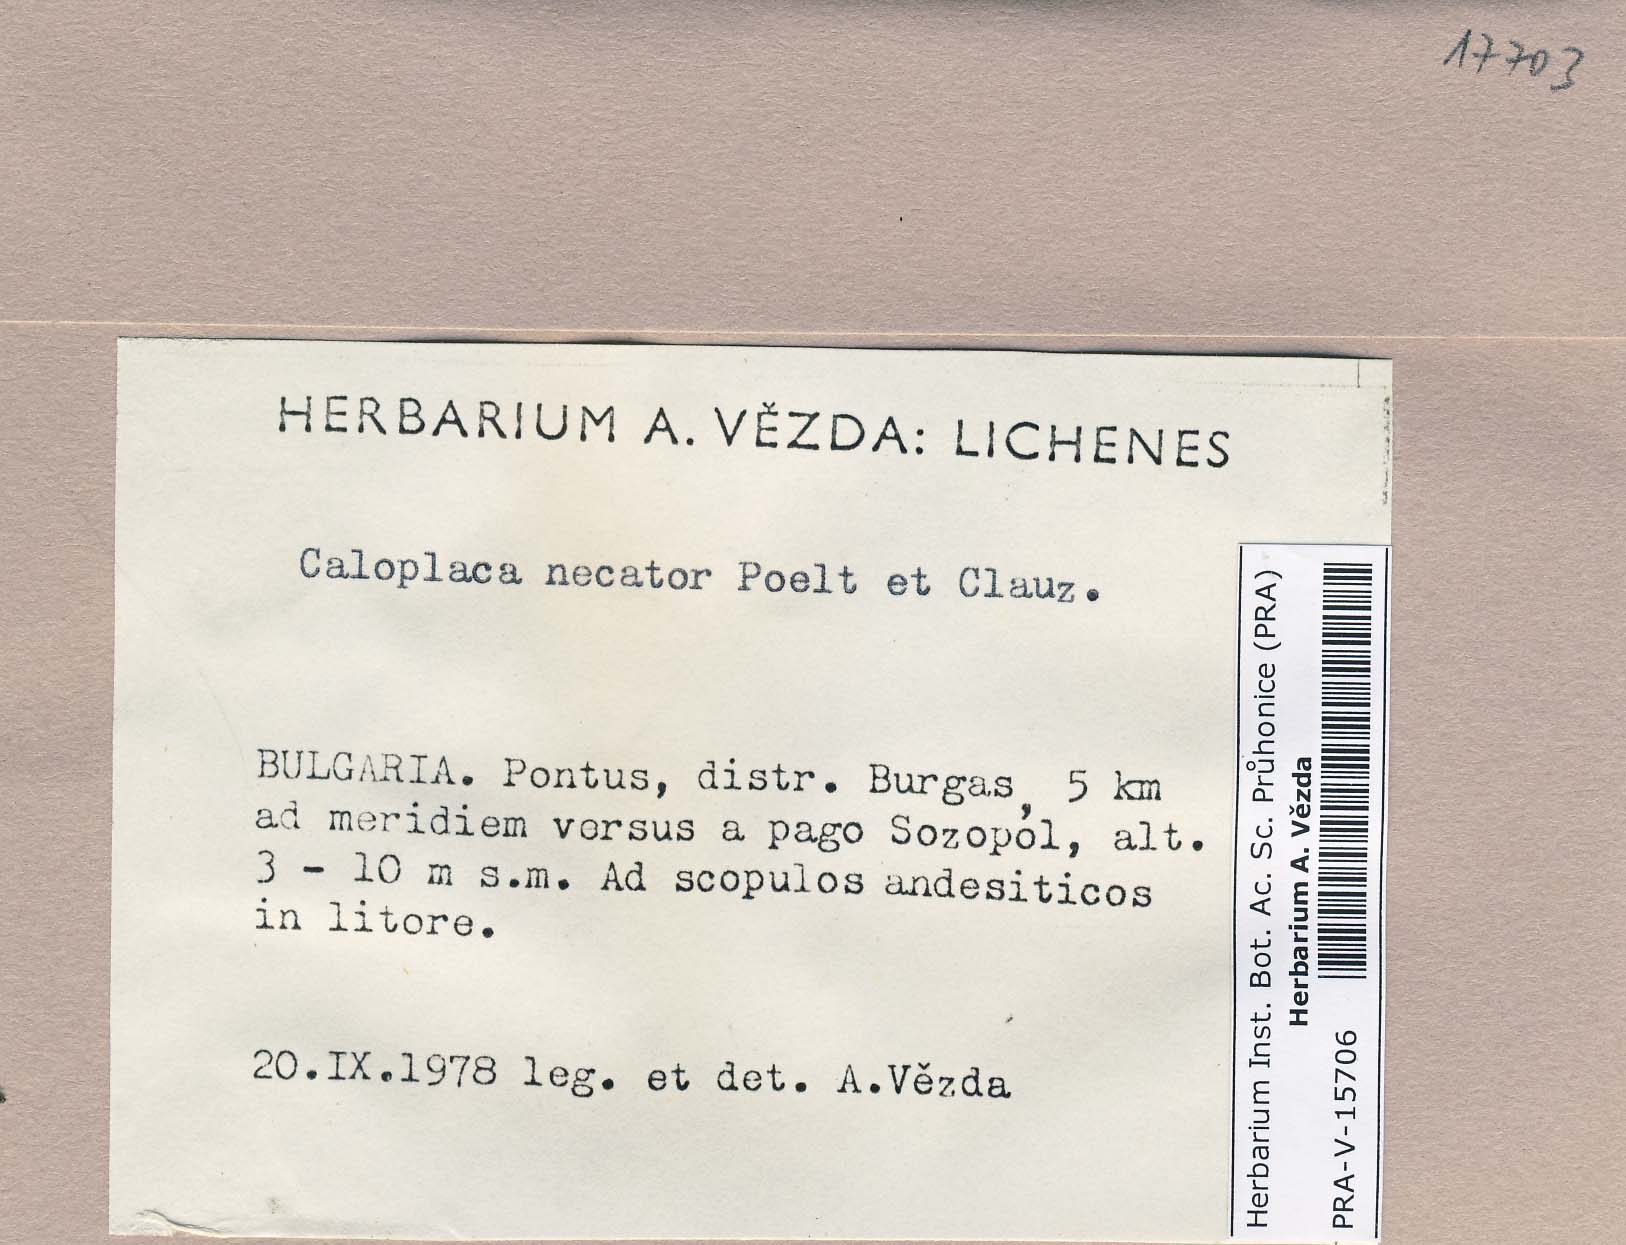 17703
HERBARIUM A. VĚZDA: LICHENES
Caloplaca necator Poelt et Clauz.
BULGARIA. Pontus, distr. Burgas, 5 km
ad meridiem versus a pago Sozopol, alt.
3 - 10 m s.m. Ad scopulos andesiticos
in litore.
20.IX.1978 leg. et det. A.Vězda
Herbarium Inst. Bot. Ac. Sc. Průhonice (PRA)
Herbarium A. Vězda
PRA-V-15706